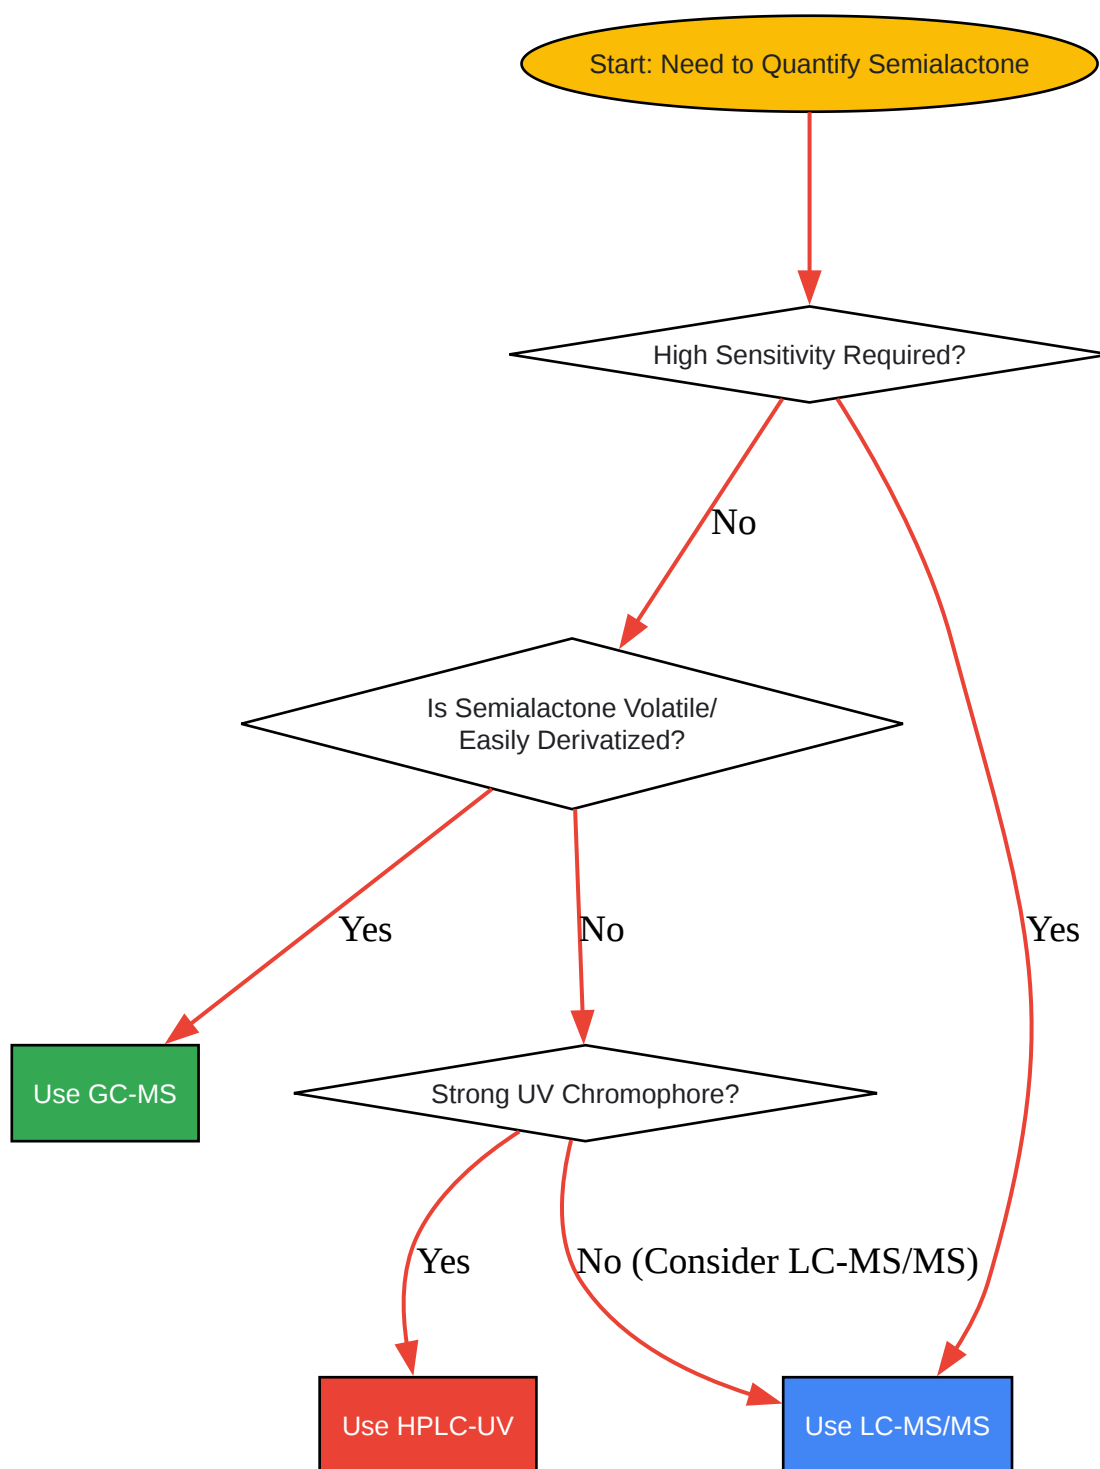 Start: Need to Quantify Semialactone
High Sensitivity Required?
No
Is Semialactone Volatile/
Easily Derivatized?
Yes
No
Yes
Use GC-MS
Strong UV Chromophore?
Yes
No (Consider LC-MS/MS)
Use HPLC-UV
Use LC-MS/MS